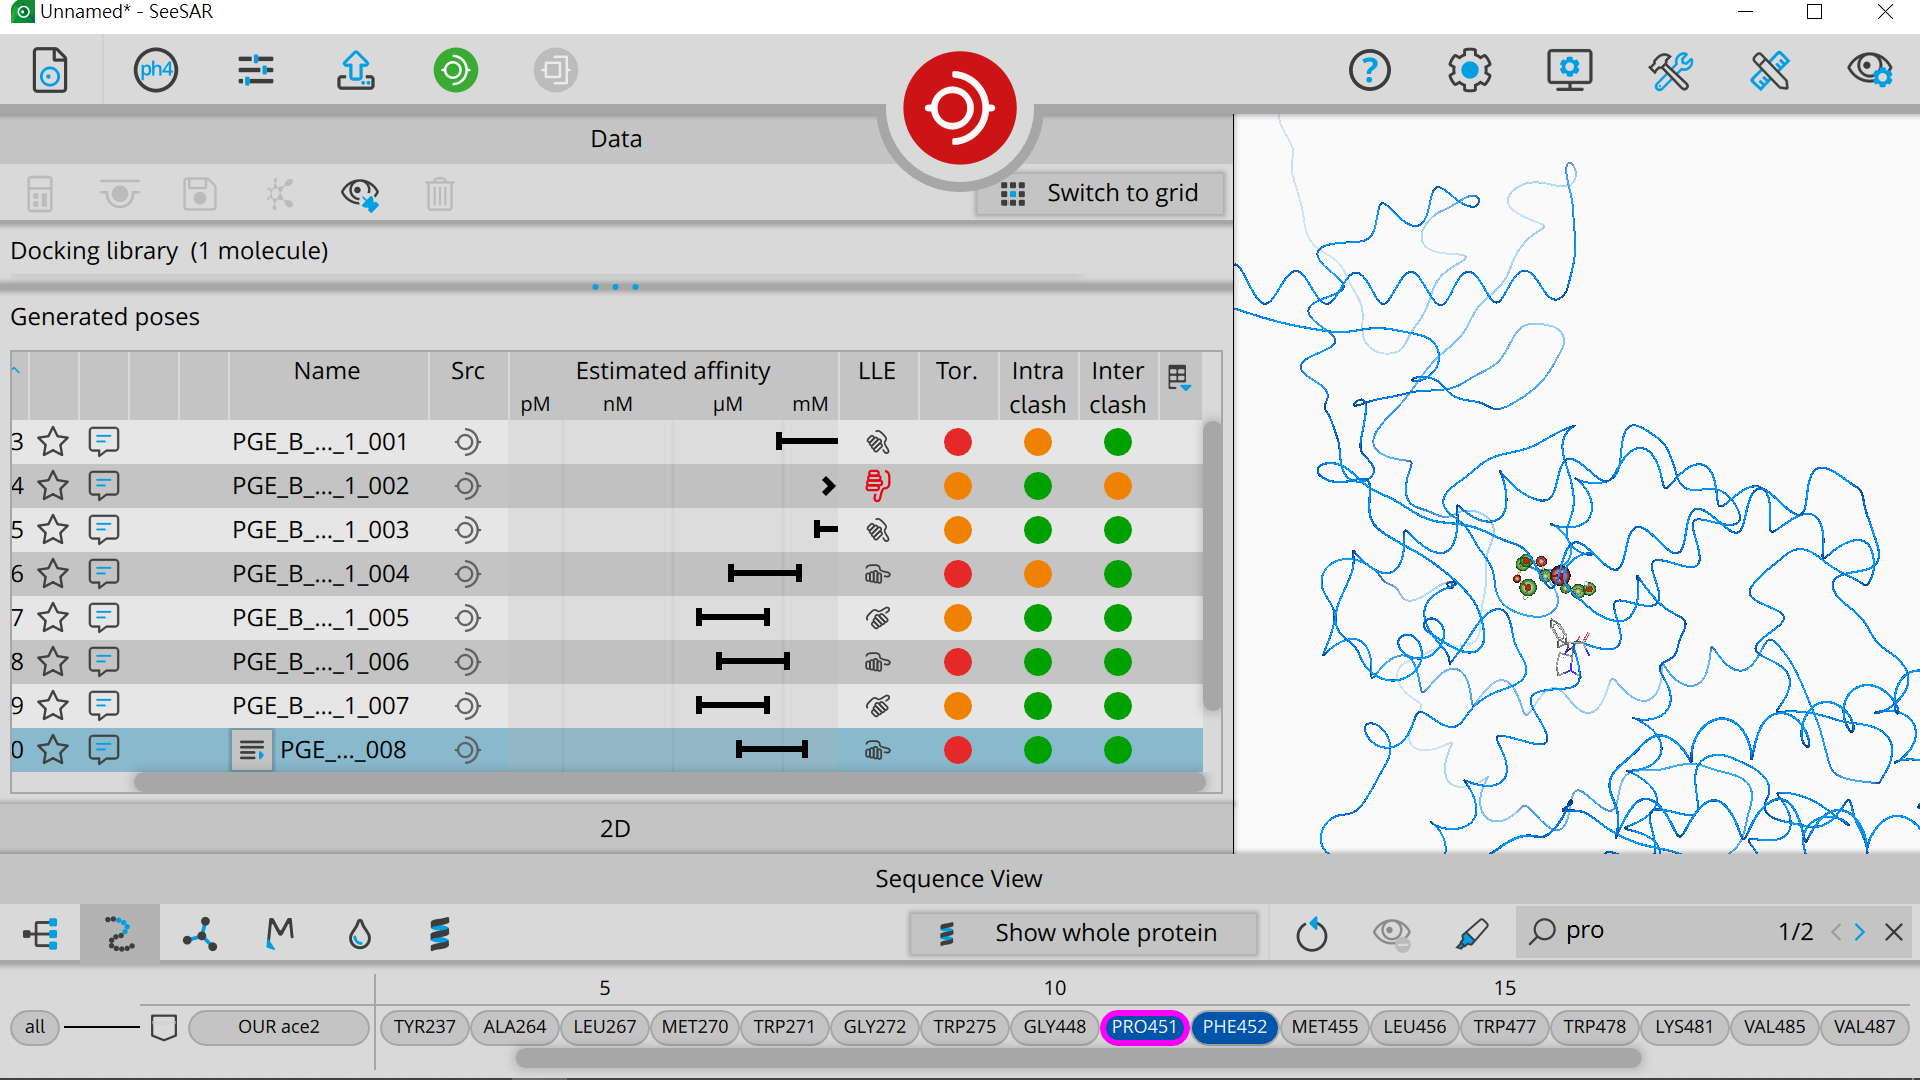 Unnamed* - SeeSAR
ph4
?
Data
Switch to grid
Docking library (1 molecule)
Generated poses
Name Src Estimated affinity LLE Tor. Intra clash Inter clash
pM nM µM mM
3 PGE_B_..._1_001
4 PGE_B_..._1_002
5 PGE_B_..._1_003
6 PGE_B_..._1_004
7 PGE_B_..._1_005
8 PGE_B_..._1_006
9 PGE_B_..._1_007
0 PGE_..._008
2D
Sequence View
Show whole protein
pro 1/2
5 10 15
all OUR ace2 TYR237 ALA264 LEU267 MET270 TRP271 GLY272 TRP275 GLY448 PRO451 PHE452 MET455 LEU456 TRP477 TRP478 LYS481 VAL485 VAL487